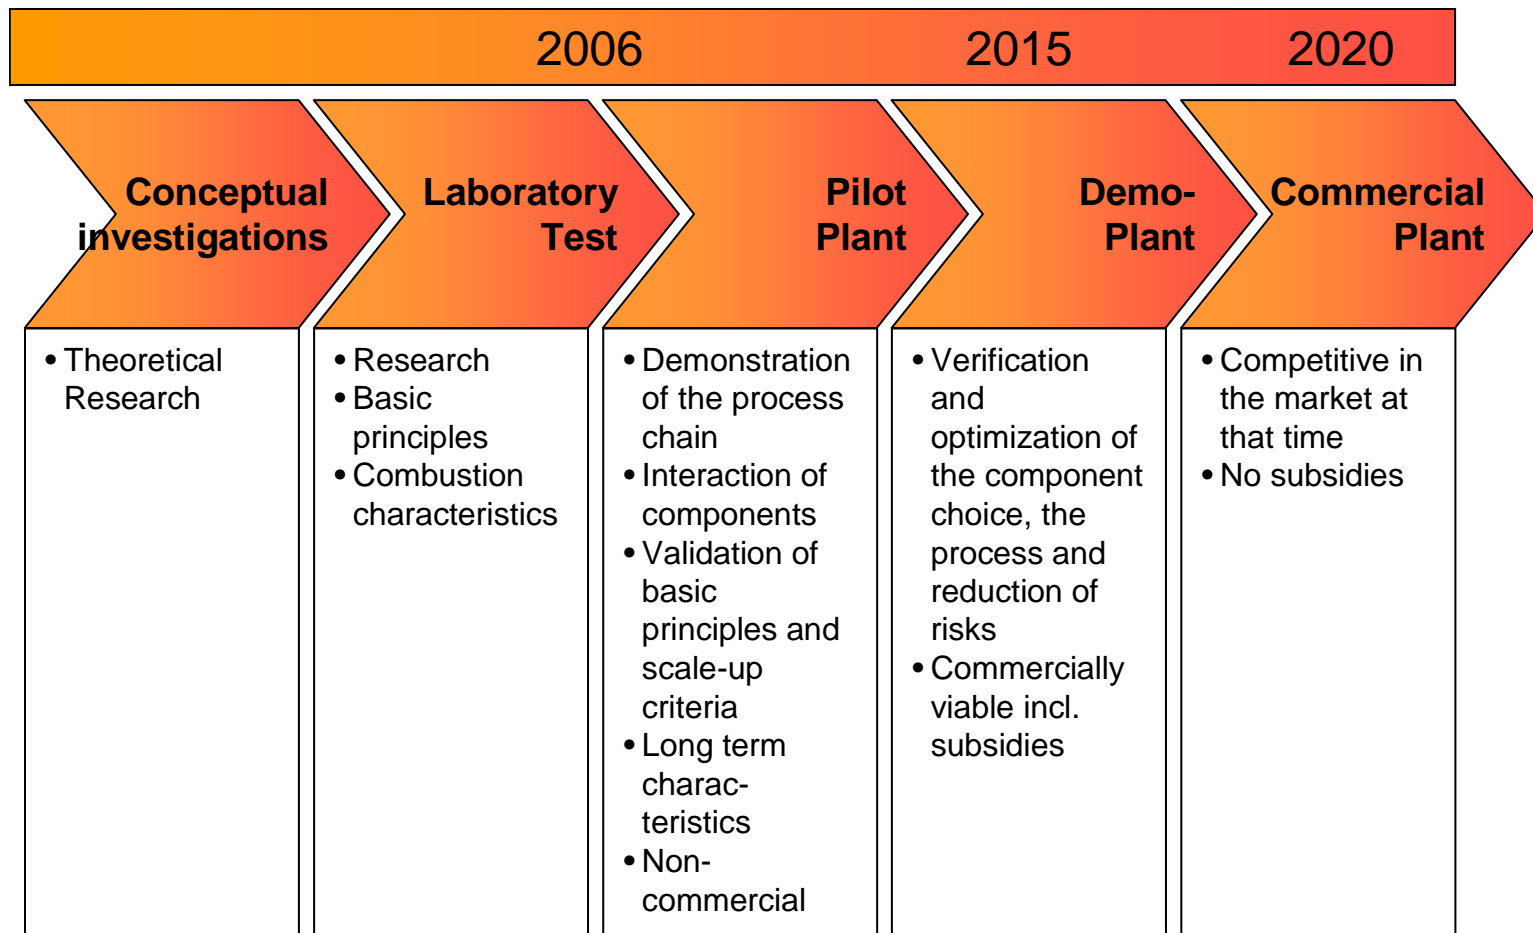 2006
2015
2020
Conceptual
investigations
Laboratory
Test
Pilot
Plant
Demo-
Plant
Commercial
Plant
• Theoretical
Research
• Research
• Basic
principles
• Combustion
characteristics
• Demonstration
of the process
chain
• Interaction of
components
• Validation of
basic
principles and
scale-up
criteria
• Long term
charac-
teristics
• Non-
commercial
• Verification
and
optimization of
the component
choice, the
process and
reduction of
risks
• Commercially
viable incl.
subsidies
• Competitive in
the market at
that time
• No subsidies